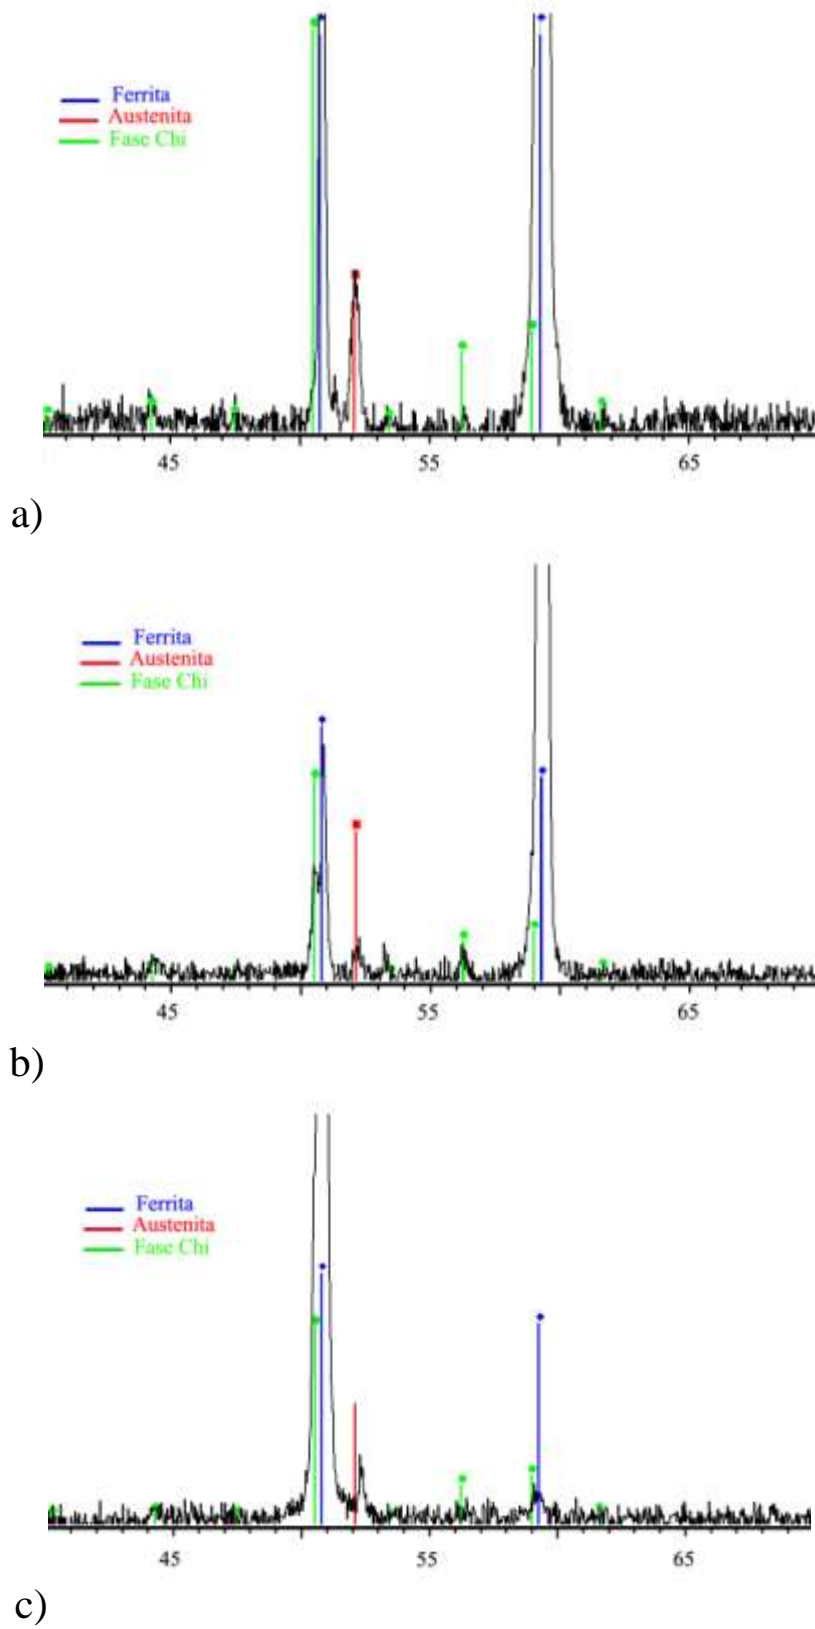 Ferrita
Austenita
Fase Chi
45 55 65
a)
Ferrita
Austenita
Fase Chi
45 55 65
b)
Ferrita
Austenita
Fase Chi
45 55 65
c)